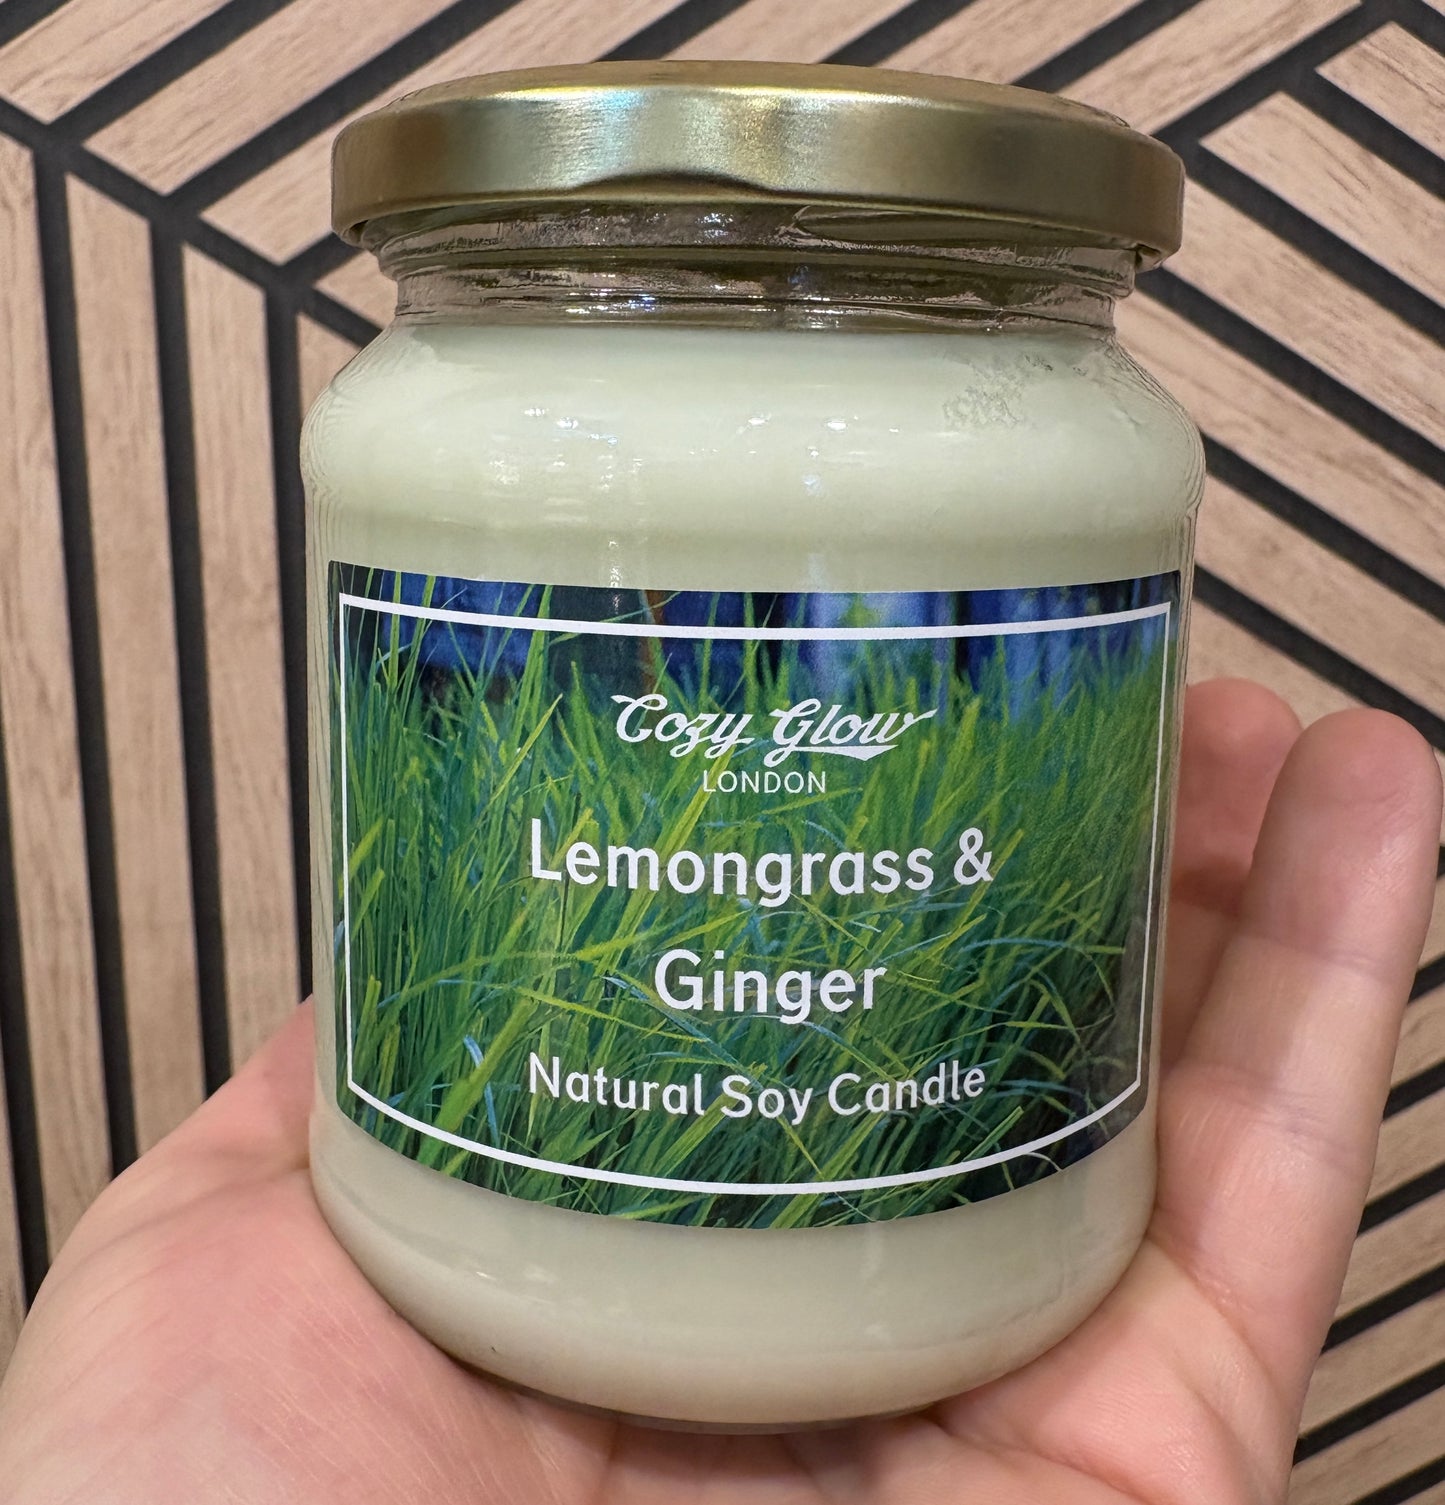 Cozy Glow
LONDON
Lemongrass &
Ginger
Natural Soy Candle